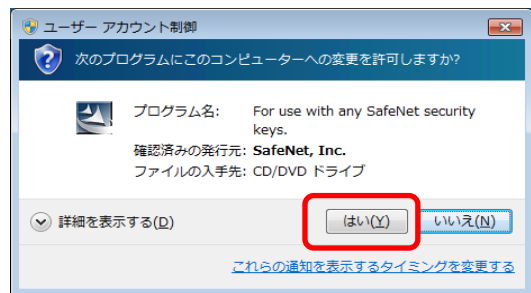 ユーザー アカウント制御
次のプログラムにこのコンピューターへの変更を許可しますか?
プログラム名: For use with any SafeNet security
keys.
確認済みの発行元: SafeNet, Inc.
ファイルの入手先: CD/DVD ドライブ
詳細を表示する(D) はい(Y) いいえ(N)
これらの通知を表示するタイミングを変更する